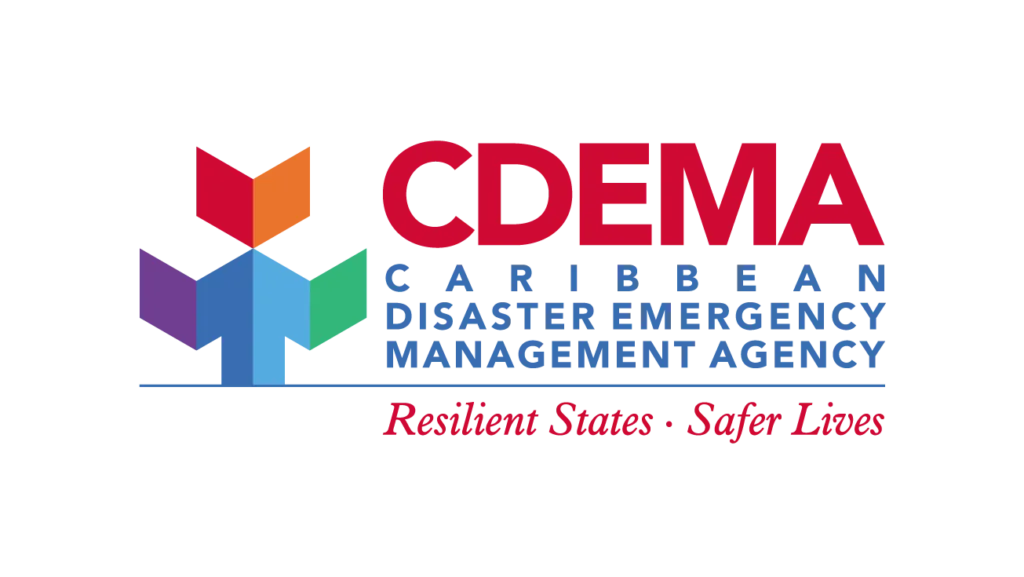 CDEMA
CARIBBEAN
DISASTER EMERGENCY
MANAGEMENT AGENCY
Resilient States · Safer Lives